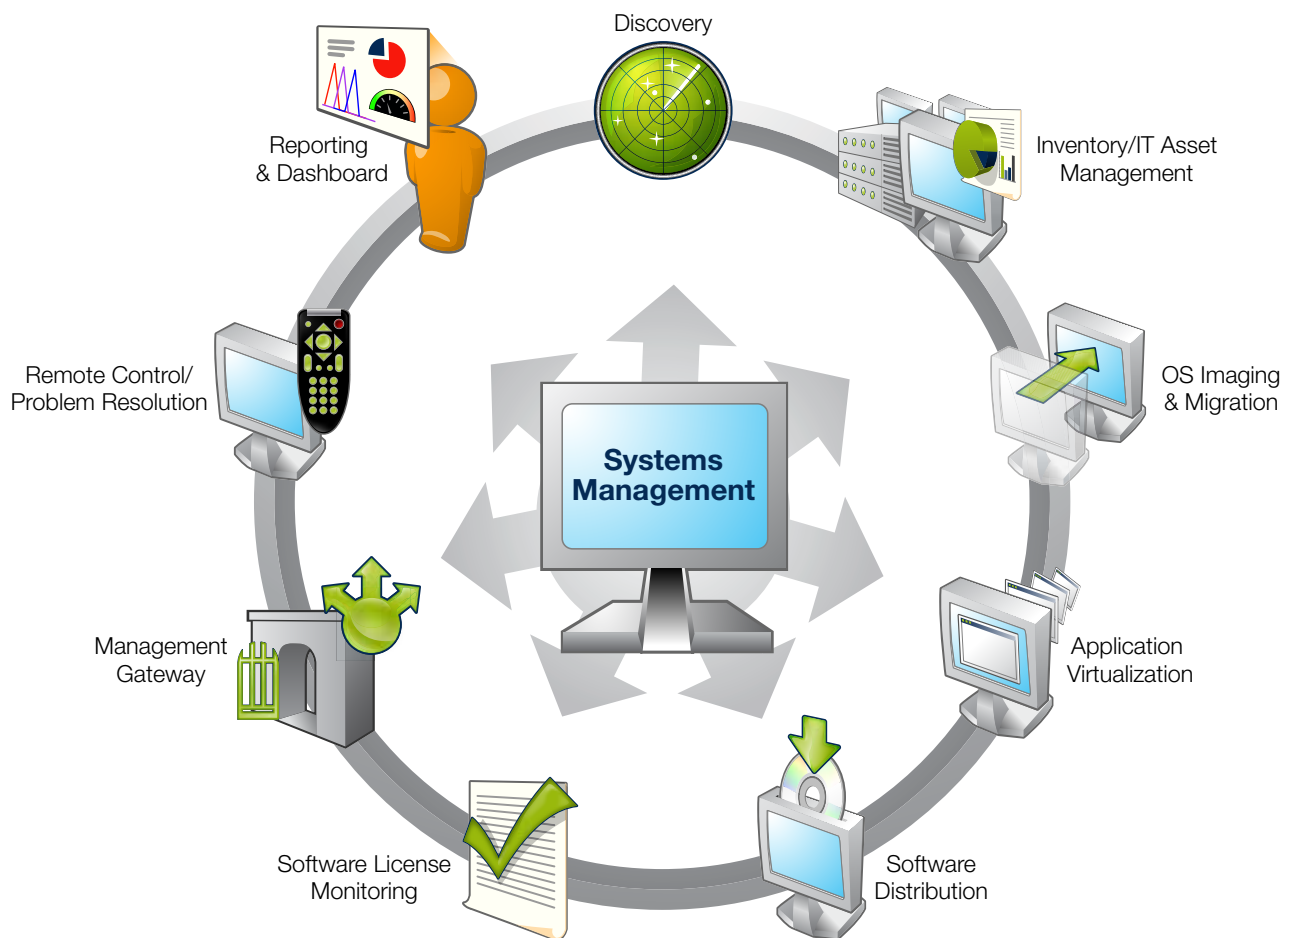 Discovery
Reporting
& Dashboard
Inventory/IT Asset
Management
Remote Control/
Problem Resolution
OS Imaging
& Migration
Systems
Management
Management
Gateway
Application
Virtualization
Software License
Monitoring
Software
Distribution